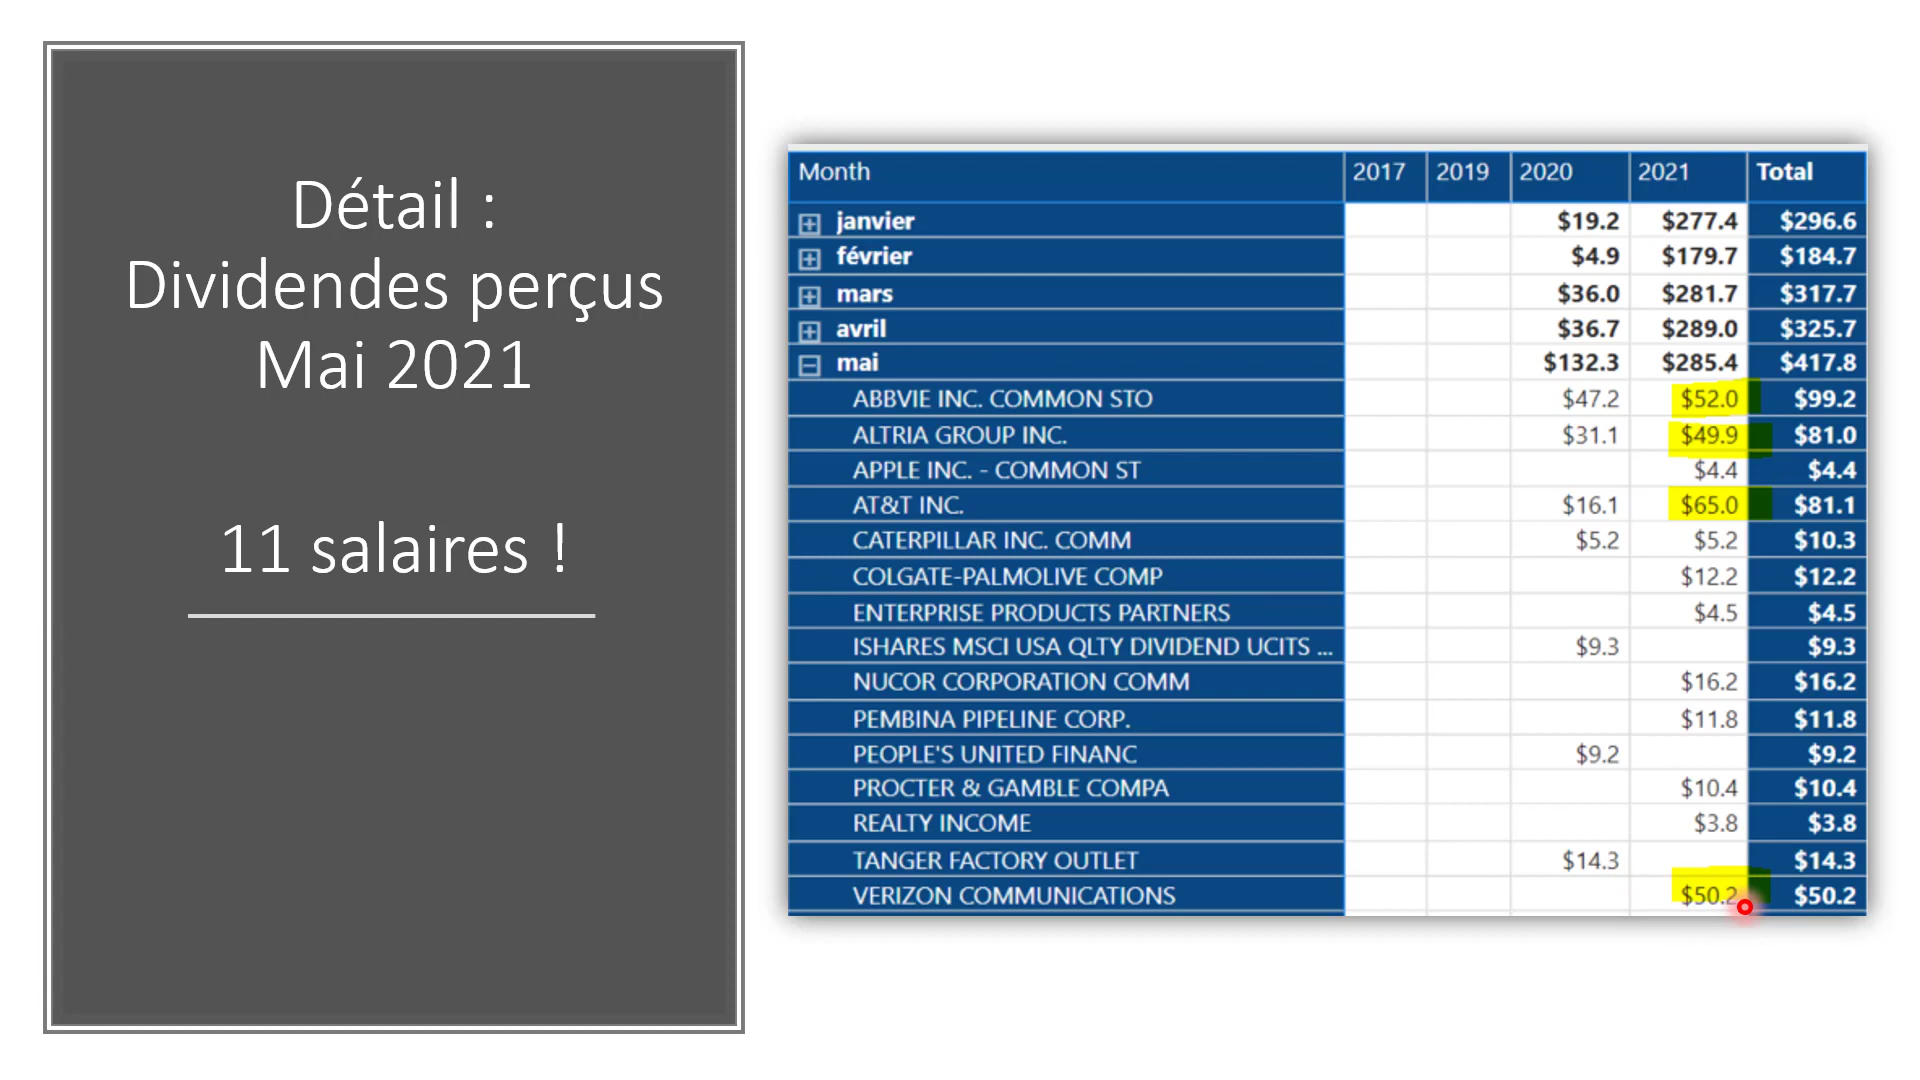 Détail :
Dividendes perçus
Mai 2021
11 salaires !
Month 2017 2019 2020 2021 Total
janvier $19.2 $277.4 $296.6
février $4.9 $179.7 $184.7
mars $36.0 $281.7 $317.7
avril $36.7 $289.0 $325.7
mai $132.3 $285.4 $417.8
ABBVIE INC. COMMON STO $47.2 $52.0 $99.2
ALTRIA GROUP INC. $31.1 $49.9 $81.0
APPLE INC. - COMMON ST $4.4 $4.4
AT&T INC. $16.1 $65.0 $81.1
CATERPILLAR INC. COMM $5.2 $5.2 $10.3
COLGATE-PALMOLIVE COMP $12.2 $12.2
ENTERPRISE PRODUCTS PARTNERS $4.5 $4.5
ISHARES MSCI USA QLTY DIVIDEND UCITS ... $9.3 $9.3
NUCOR CORPORATION COMM $16.2 $16.2
PEMBINA PIPELINE CORP. $11.8 $11.8
PEOPLE'S UNITED FINANC $9.2 $9.2
PROCTER & GAMBLE COMPA $10.4 $10.4
REALTY INCOME $3.8 $3.8
TANGER FACTORY OUTLET $14.3 $14.3
VERIZON COMMUNICATIONS $50.2 $50.2